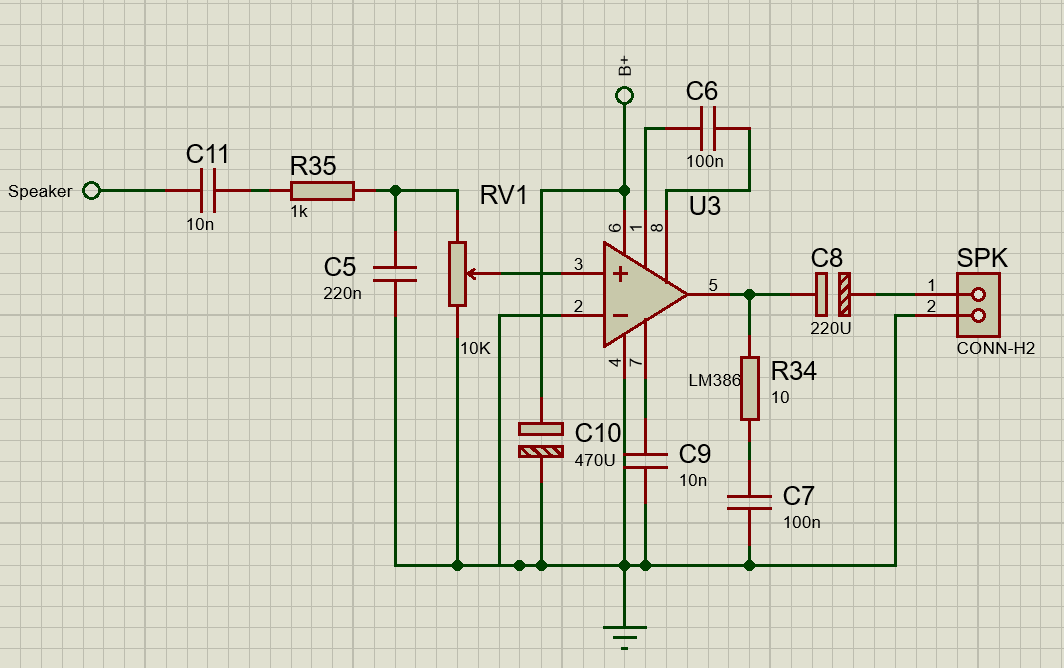 B+
C6
100n
C11
10n
Speaker
R35
1k
RV1
10K
U3
6
1
8
3
2
5
4
7
LM386
C5
220n
C8
220U
SPK
1
2
CONN-H2
R34
10
C10
470U
C9
10n
C7
100n